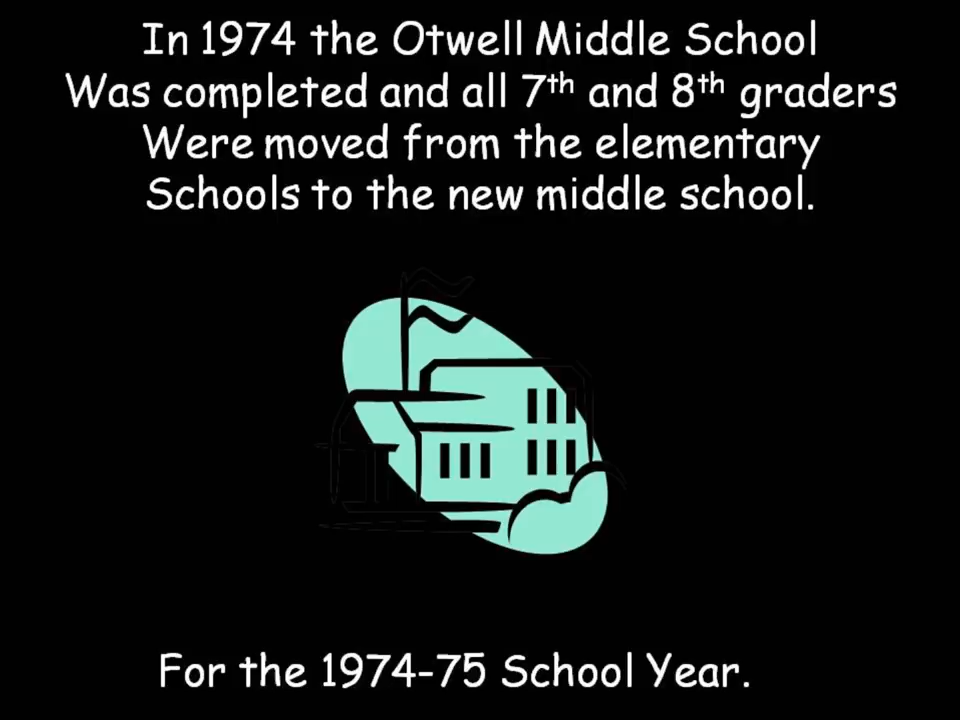 In 1974 the Otwell Middle School
Was completed and all 7th and 8th graders
Were moved from the elementary
Schools to the new middle school.
For the 1974-75 School Year.